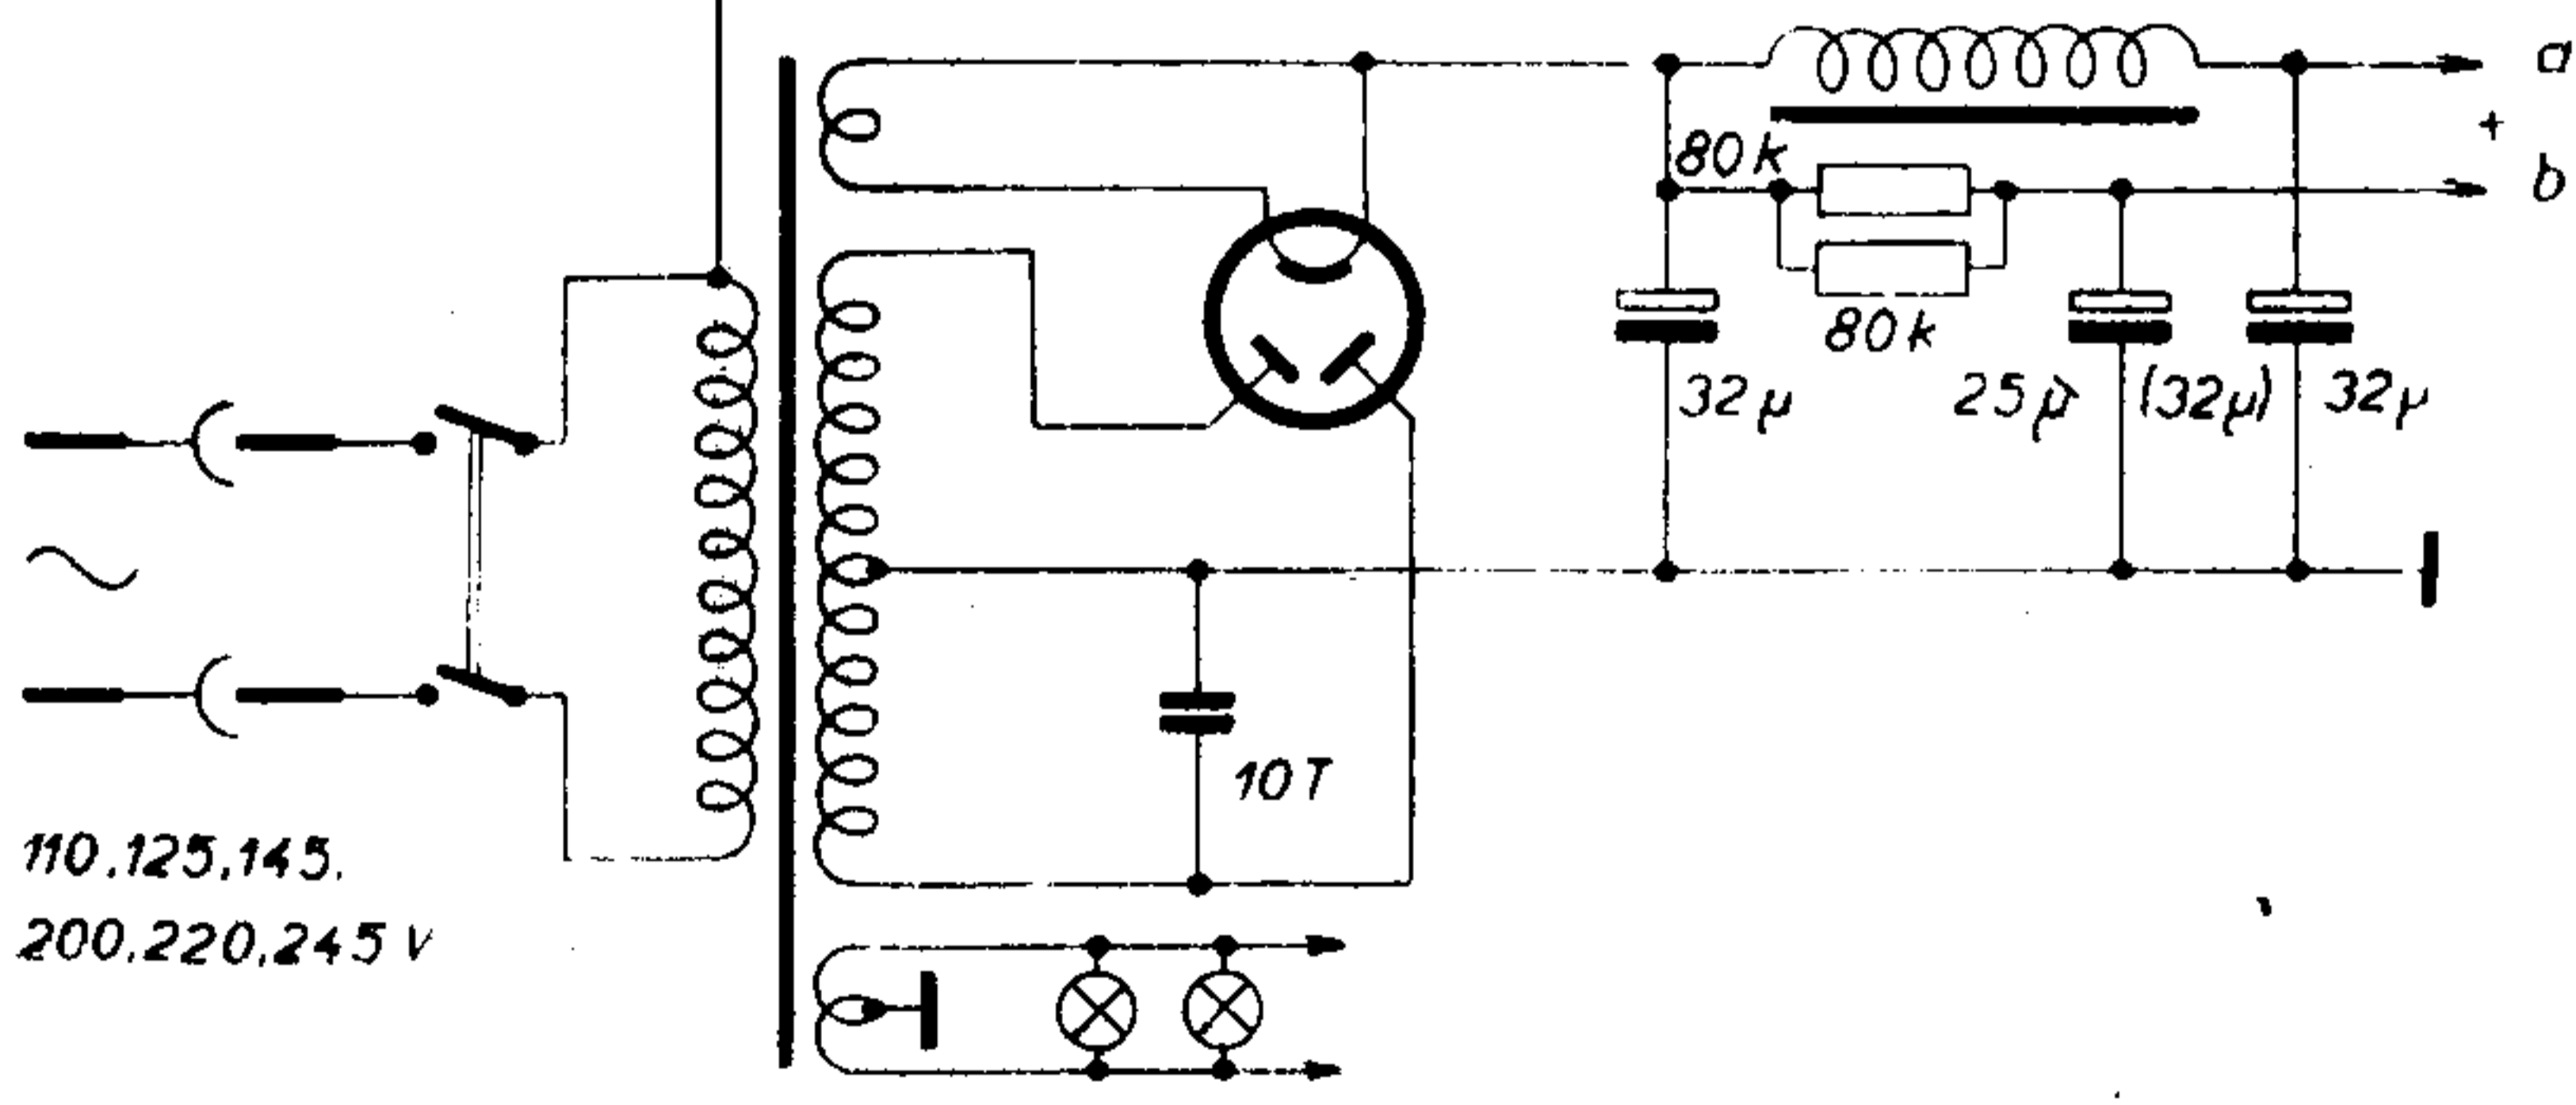 a
+
80k
b
80k
32µ
25µ (32µ) 32µ
10T
110,125,145,
200,220,245 V